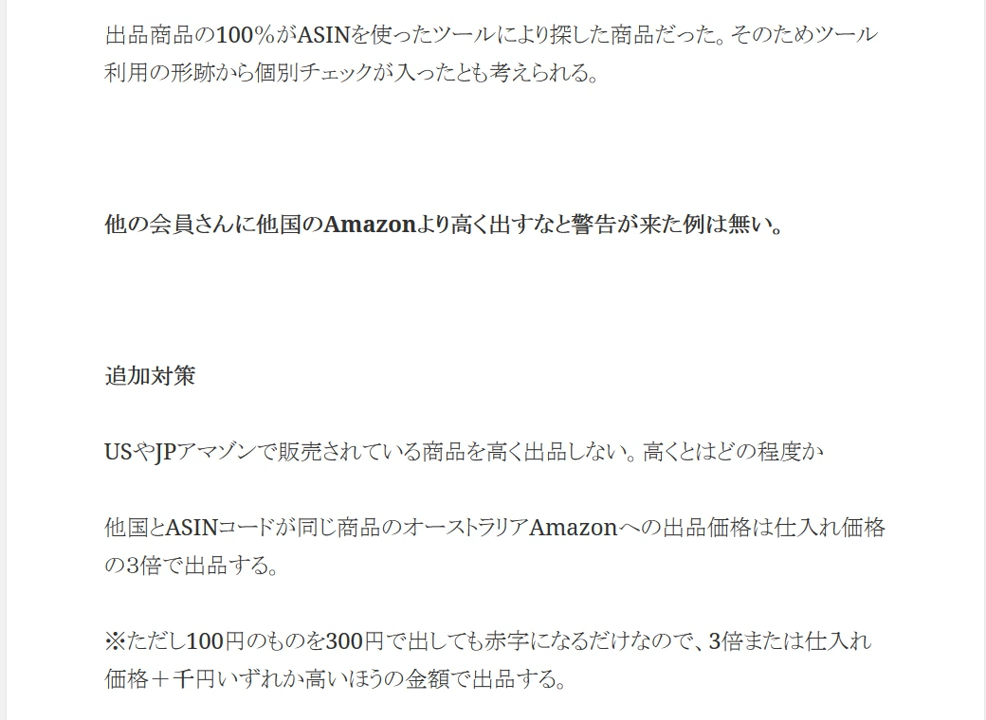 出品商品の100％がASINを使ったツールにより探した商品だった。そのためツール
利用の形跡から個別チェックが入ったとも考えられる。
他の会員さんに他国のAmazonより高く出すなと警告が来た例は無い。
追加対策
USやJPアマゾンで販売されている商品を高く出品しない。高くとはどの程度か
他国とASINコードが同じ商品のオーストラリアAmazonへの出品価格は仕入れ価格
の３倍で出品する。
※ただし100円のものを300円で出しても赤字になるだけなので、3倍または仕入れ
価格＋千円いずれか高いほうの金額で出品する。